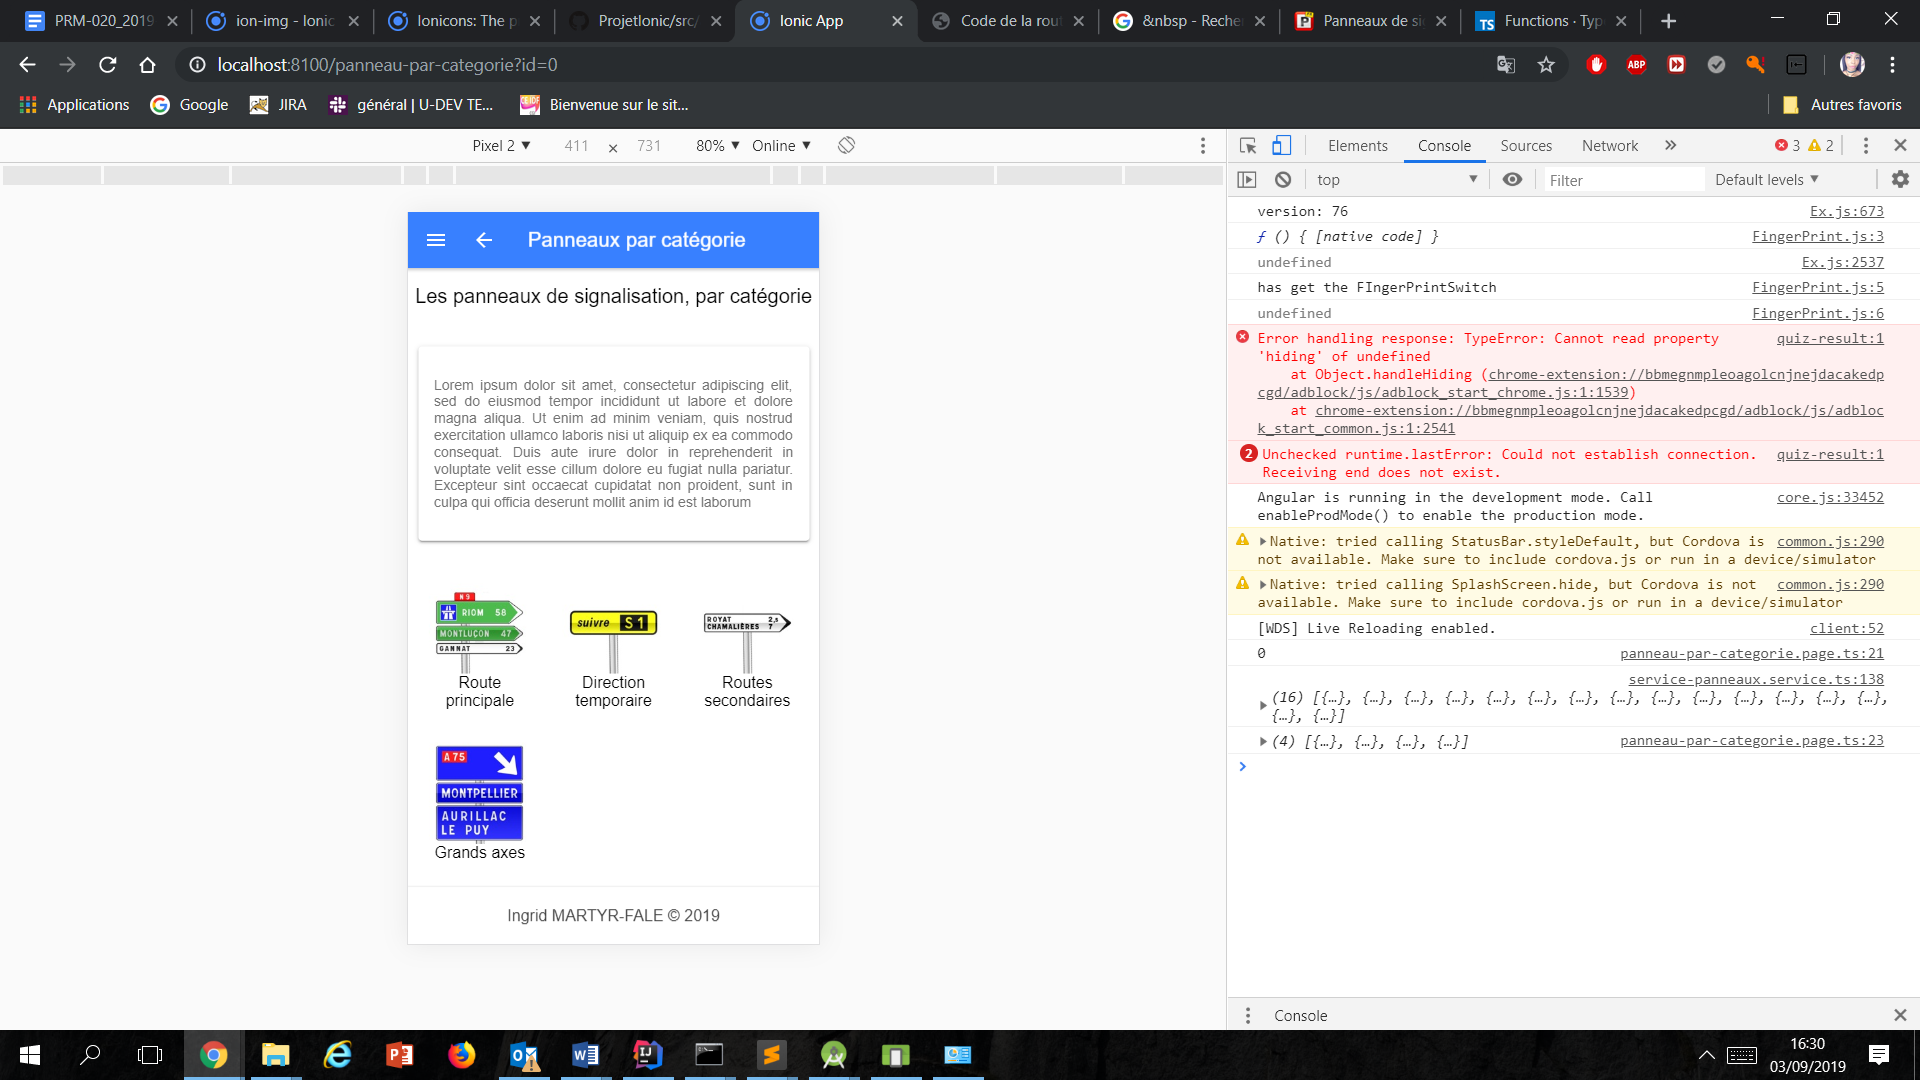 PRM-020_2019
ion-img - Ionic
Ionicons: The p
ProjetIonic/src/
Ionic App
Code de la rou
&nbsp - Reche
Panneaux de si
Functions · Typ
localhost:8100/panneau-par-categorie?id=0
ABP
Applications
Google
JIRA
général | U-DEV TE...
Bienvenue sur le sit...
Autres favoris
Pixel 2 ▼ 411 × 731 80% ▼ Online ▼
Elements Console Sources Network » 3 2
top ▼ Filter Default levels ▼
Panneaux par catégorie
Les panneaux de signalisation, par catégorie
Lorem ipsum dolor sit amet, consectetur adipiscing elit,
sed do eiusmod tempor incididunt ut labore et dolore
magna aliqua. Ut enim ad minim veniam, quis nostrud
exercitation ullamco laboris nisi ut aliquip ex ea commodo
consequat. Duis aute irure dolor in reprehenderit in
voluptate velit esse cillum dolore eu fugiat nulla pariatur.
Excepteur sint occaecat cupidatat non proident, sunt in
culpa qui officia deserunt mollit anim id est laborum
N 9
RIOM 58
MONTLUÇON 47
GANNAT 23
Route
principale
suivre S 1
Direction
temporaire
ROYAT 2,5
CHAMALIÈRES 7
Routes
secondaires
A 75
MONTPELLIER
AURILLAC
LE PUY
Grands axes
Ingrid MARTYR-FALE © 2019
version: 76 Ex.js:673
ƒ () { [native code] } FingerPrint.js:3
undefined Ex.js:2537
has get the FIngerPrintSwitch FingerPrint.js:5
undefined FingerPrint.js:6
Error handling response: TypeError: Cannot read property quiz-result:1
'hiding' of undefined
at Object.handleHiding (chrome-extension://bbmegnmpleoagolcnjnejdacakedp
cgd/adblock/js/adblock_start_chrome.js:1:1539)
at chrome-extension://bbmegnmpleoagolcnjnejdacakedpcgd/adblock/js/adbloc
k_start_common.js:1:2541
2 Unchecked runtime.lastError: Could not establish connection. quiz-result:1
Receiving end does not exist.
Angular is running in the development mode. Call core.js:33452
enableProdMode() to enable the production mode.
Native: tried calling StatusBar.styleDefault, but Cordova is common.js:290
not available. Make sure to include cordova.js or run in a device/simulator
Native: tried calling SplashScreen.hide, but Cordova is not common.js:290
available. Make sure to include cordova.js or run in a device/simulator
[WDS] Live Reloading enabled. client:52
0 panneau-par-categorie.page.ts:21
service-panneaux.service.ts:138
(16) [{…}, {…}, {…}, {…}, {…}, {…}, {…}, {…}, {…}, {…}, {…}, {…}, {…}, {…},
{…}, {…}]
(4) [{…}, {…}, {…}, {…}] panneau-par-categorie.page.ts:23
Console
16:30
03/09/2019